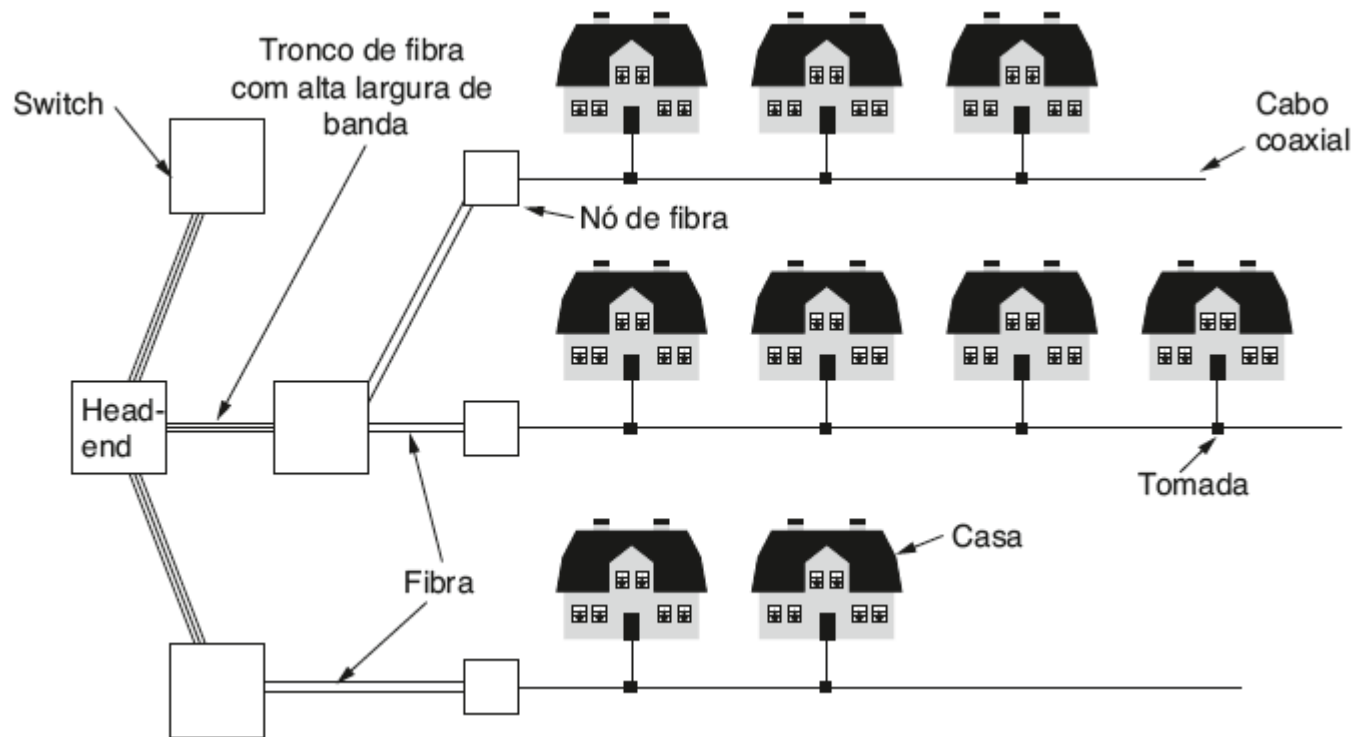 Tronco de fibra
com alta largura de
banda
Switch
Cabo
coaxial
Nó de fibra
Head-
end
Tomada
Casa
Fibra